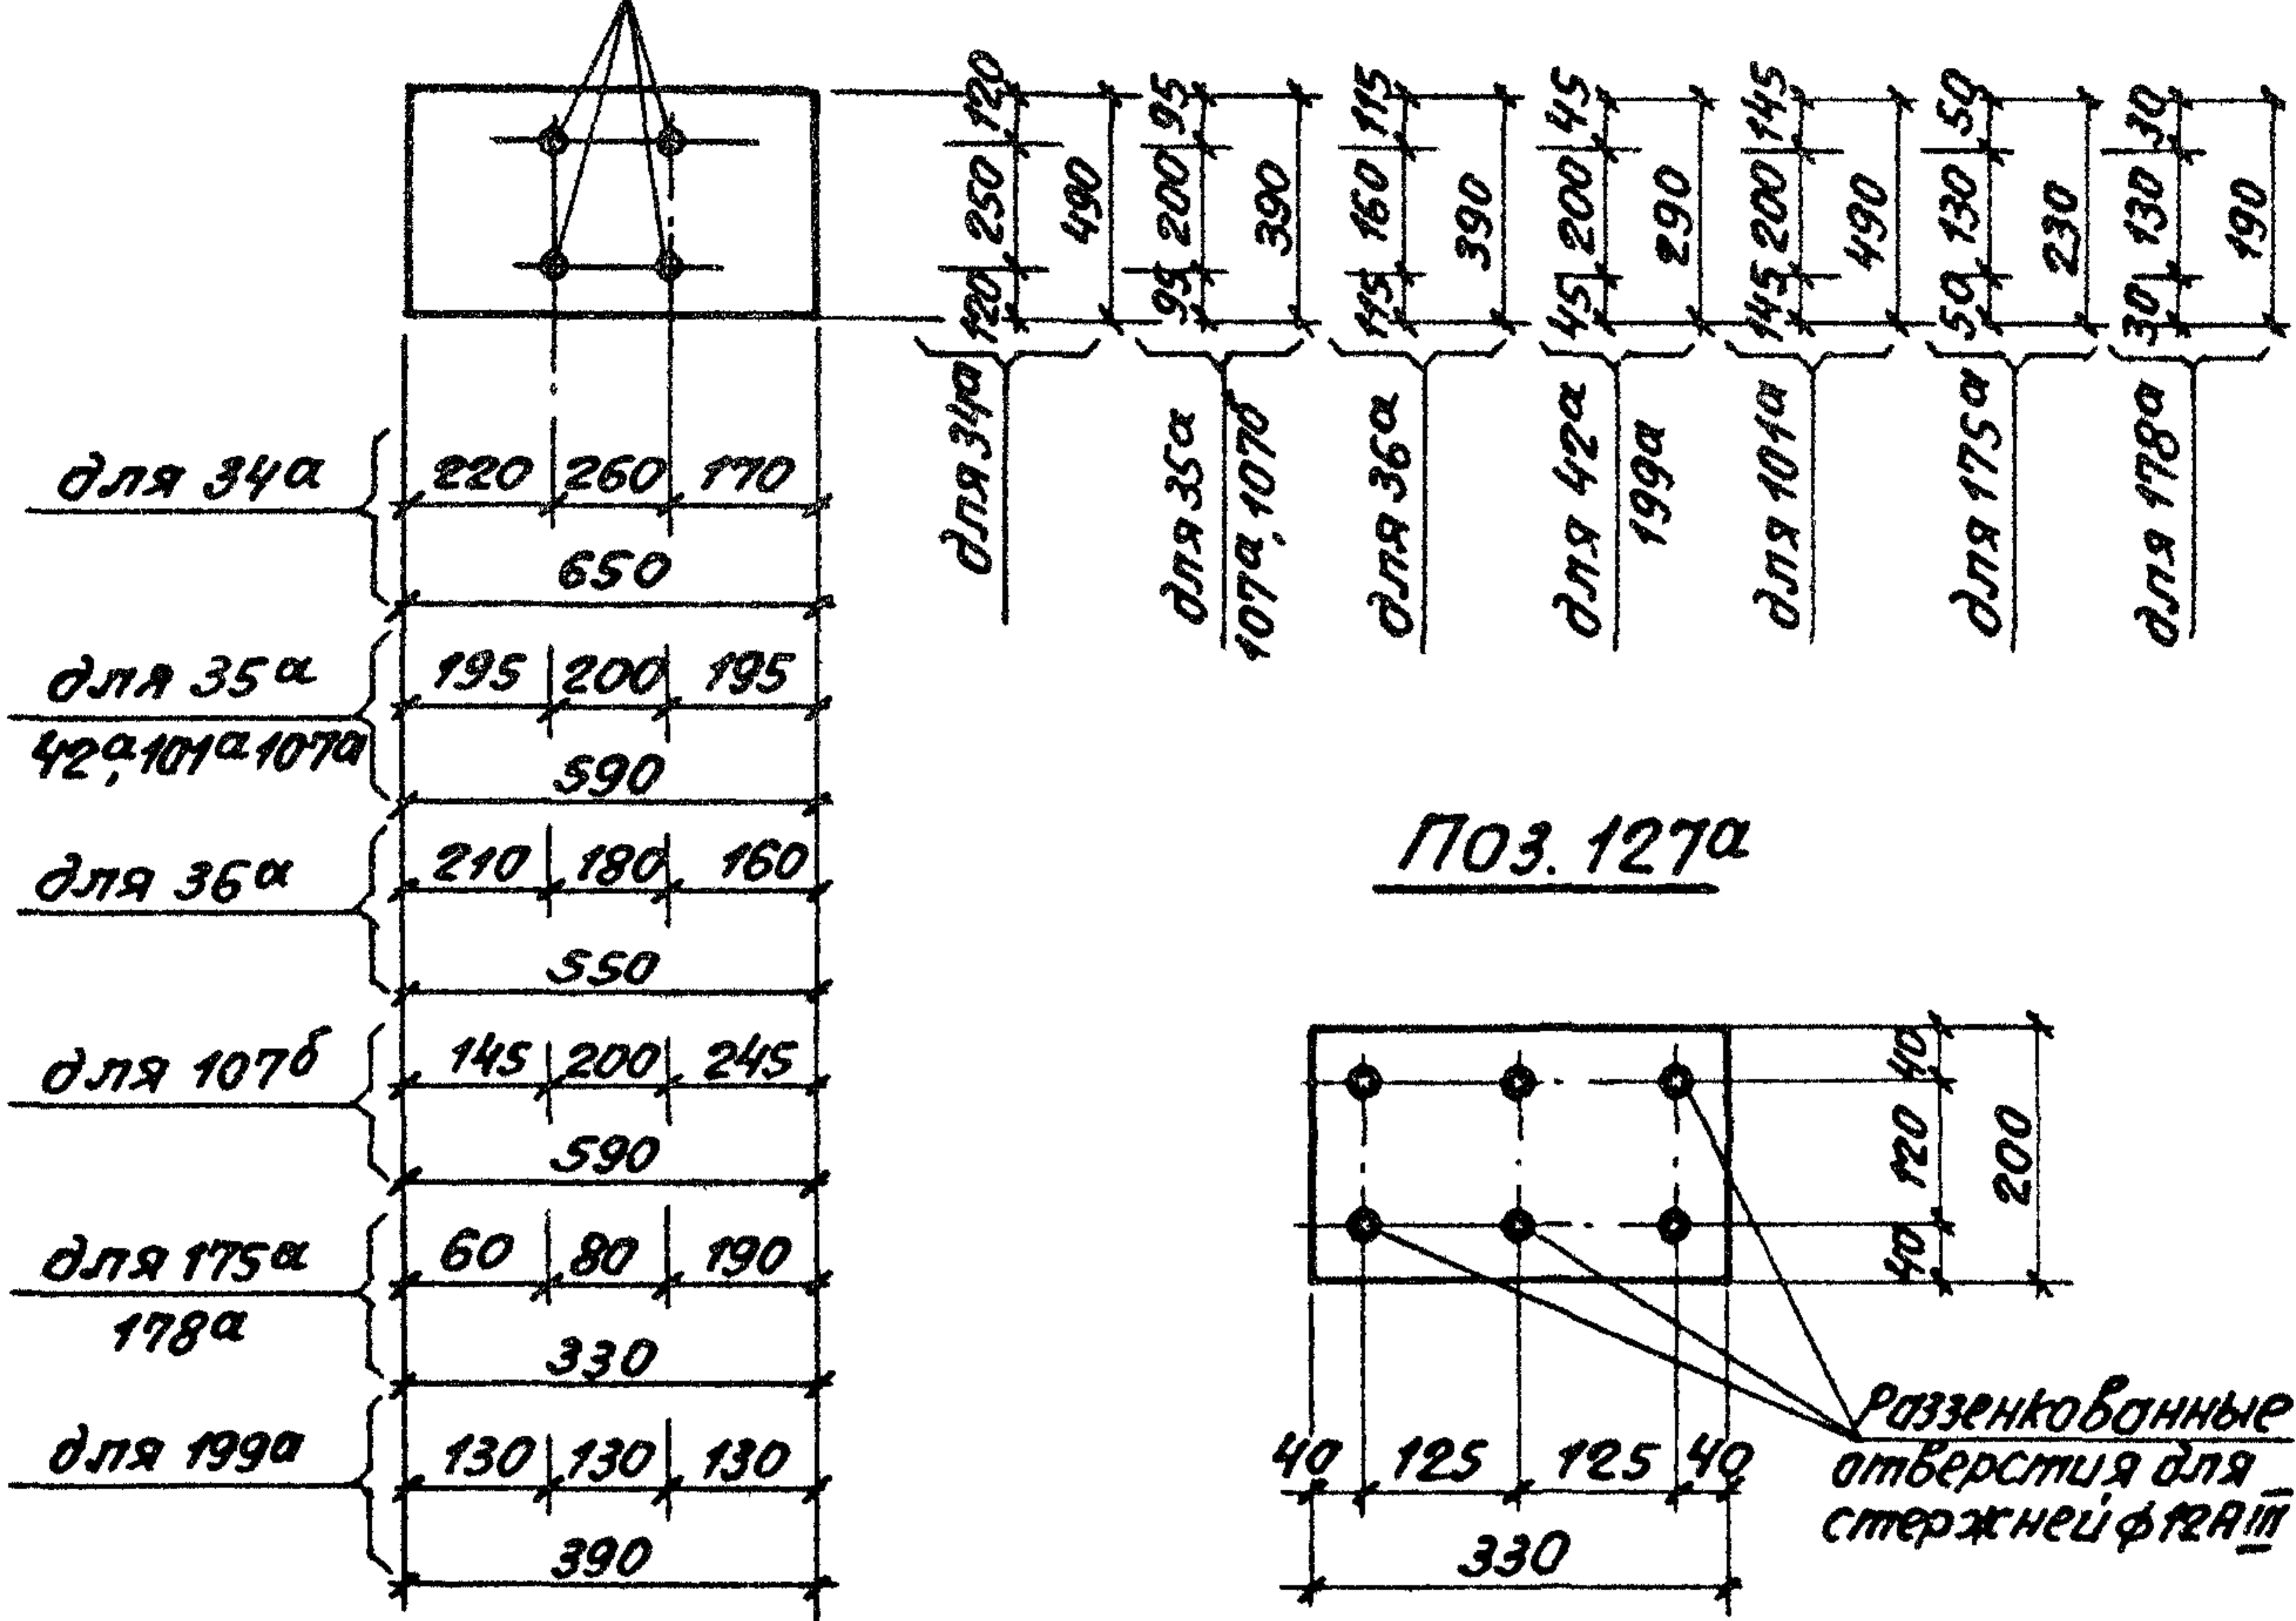 120 250 120
490
для 34а
95 200 95
390
для 35а
107а, 107б
115 160 115
390
для 36а
45 200 45
290
для 42а
199а
145 200 145
490
для 101а
50 130 50
230
для 175а
30 130 30
190
для 178а
для 34а
220 260 170
650
для 35а
42а, 101а 107а
195 200 195
590
для 36а
210 180 160
550
для 107б
145 200 245
590
для 175а
178а
60 80 190
330
для 199а
130 130 130
390
ПОЗ. 127а
40 120 40
200
40 125 125 40
330
Раззенкованные
отверстия для
стержней ϕ12АIII